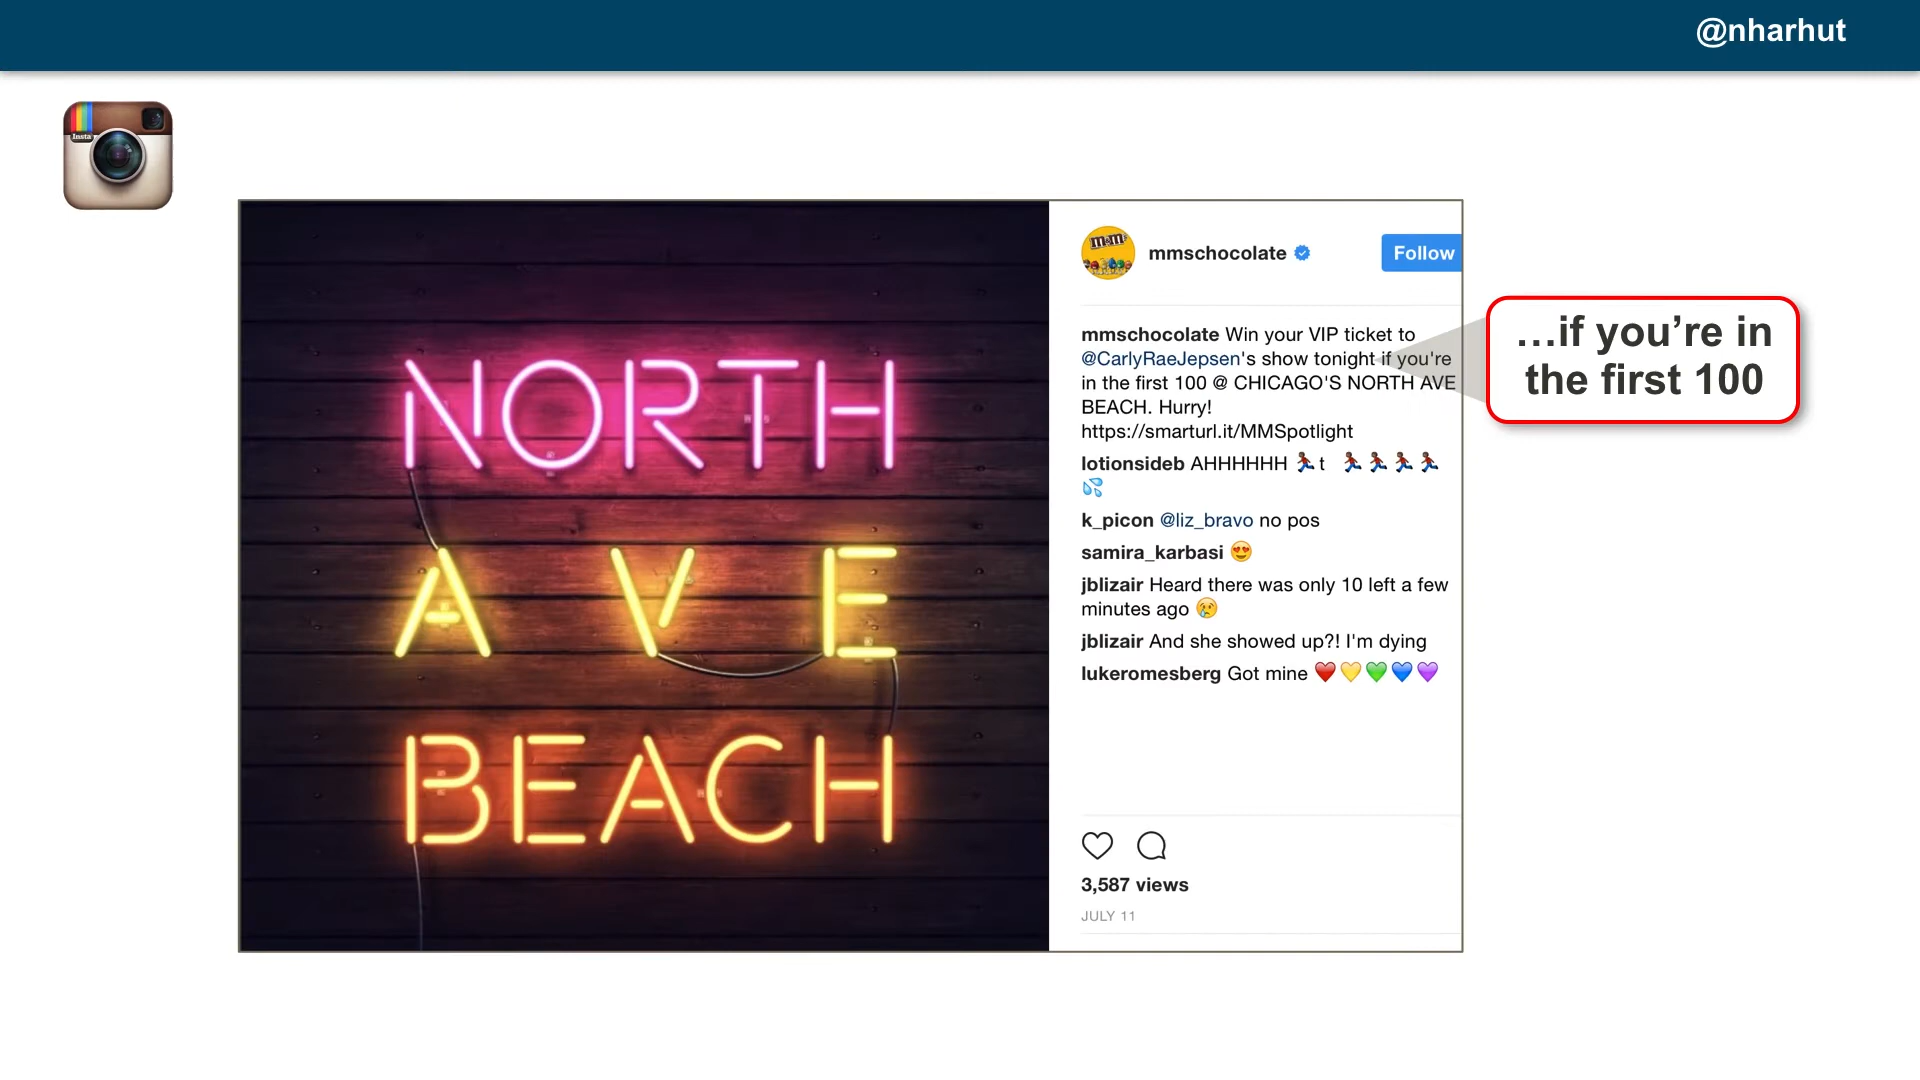 @nharhut
Insta
NORTH
AVE
BEACH
m&m's
mmschocolate
Follow
mmschocolate Win your VIP ticket to
@CarlyRaeJepsen's show tonight if you're
in the first 100 @ CHICAGO'S NORTH AVE
BEACH. Hurry!
https://smarturl.it/MMSpotlight
lotionsideb AHHHHHH 🏃🏿t 🏃🏿🏃🏿🏃🏿🏃🏿
💦
k_picon @liz_bravo no pos
samira_karbasi 😍
jblizair Heard there was only 10 left a few
minutes ago 😢
jblizair And she showed up?! I'm dying
lukeromesberg Got mine ❤️💛💚💙💜
3,587 views
JULY 11
…if you’re in
the first 100